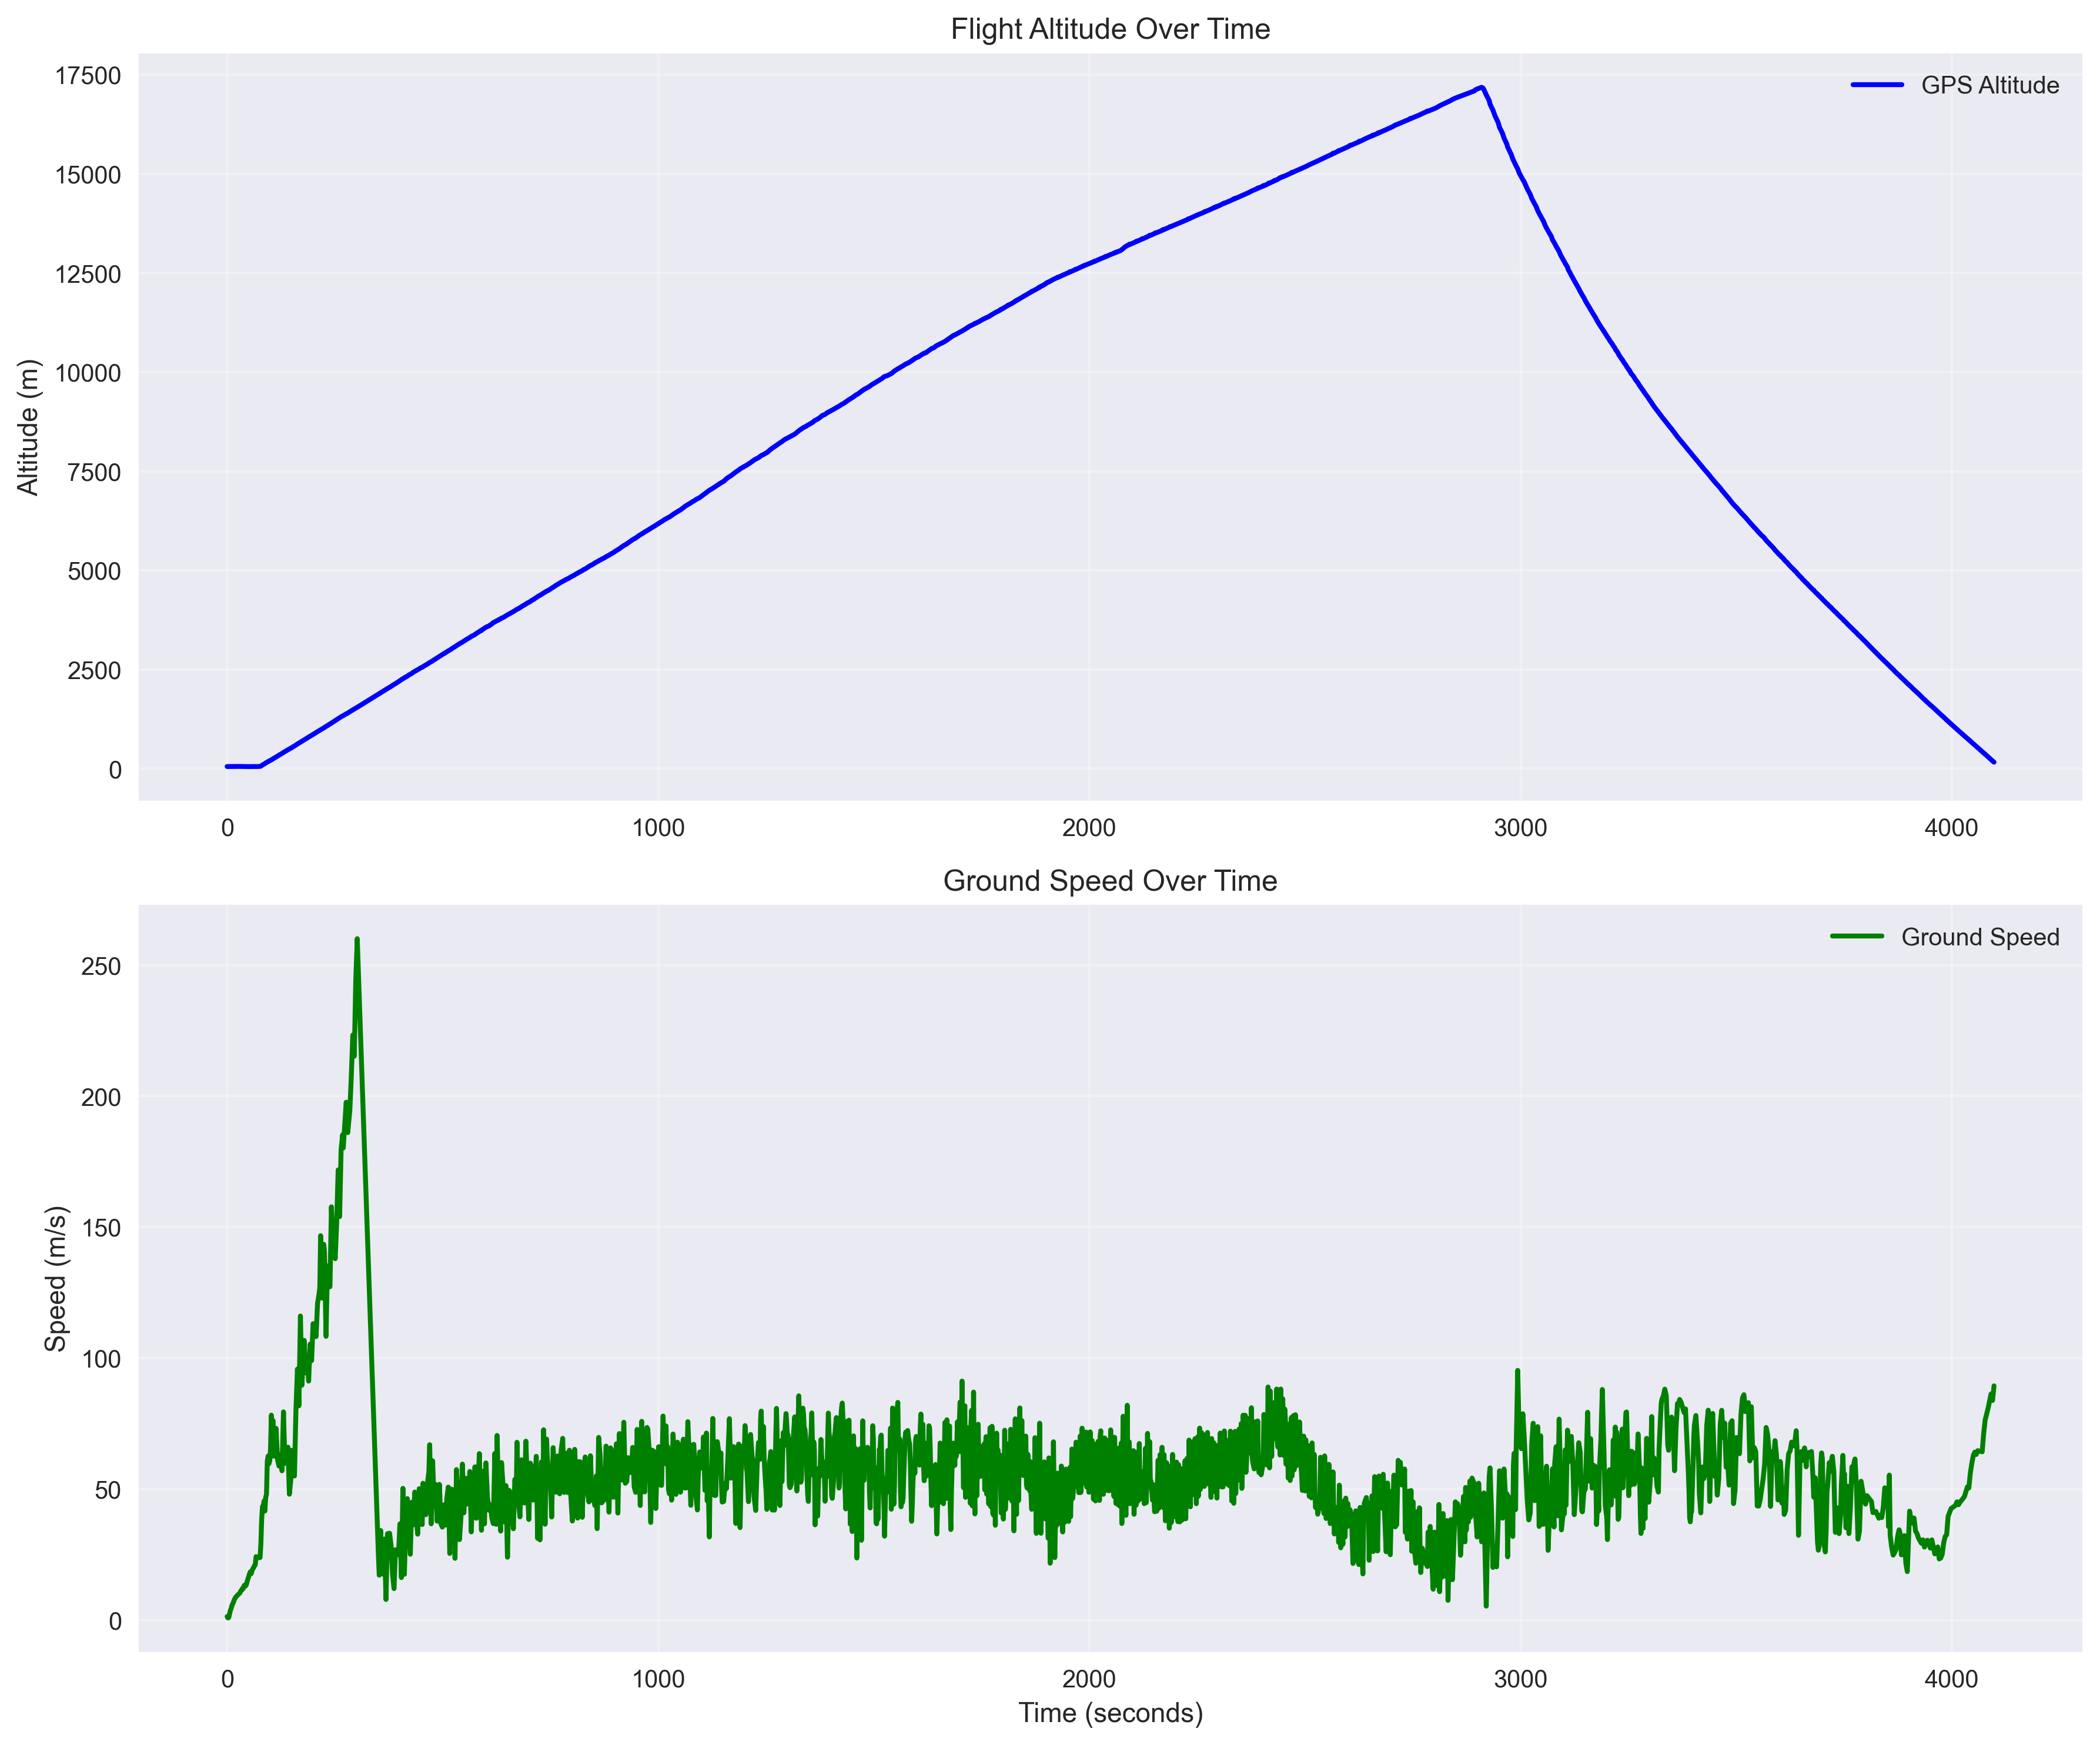 Flight Altitude Over Time
GPS Altitude
Altitude (m)
17500
15000
12500
10000
7500
5000
2500
0
0 1000 2000 3000 4000
Ground Speed Over Time
Ground Speed
Speed (m/s)
250
200
150
100
50
0
0 1000 2000 3000 4000
Time (seconds)